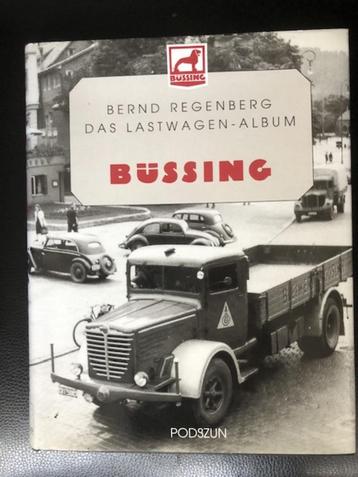 BÜSSING
BERND REGENBERG
DAS LASTWAGEN-ALBUM
BÜSSING
PODSZUN